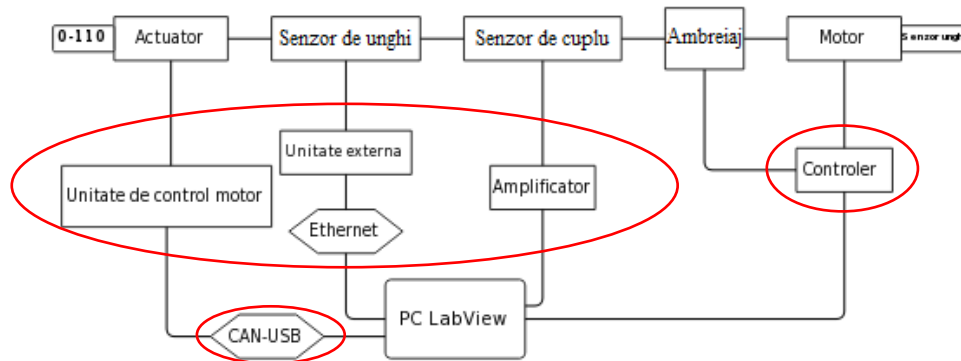 0-110
Actuator
Senzor de unghi
Senzor de cuplu
Ambreiaj
Motor
Senzor ungh
Unitate externa
Unitate de control motor
Amplificator
Controler
Ethernet
PC LabView
CAN-USB